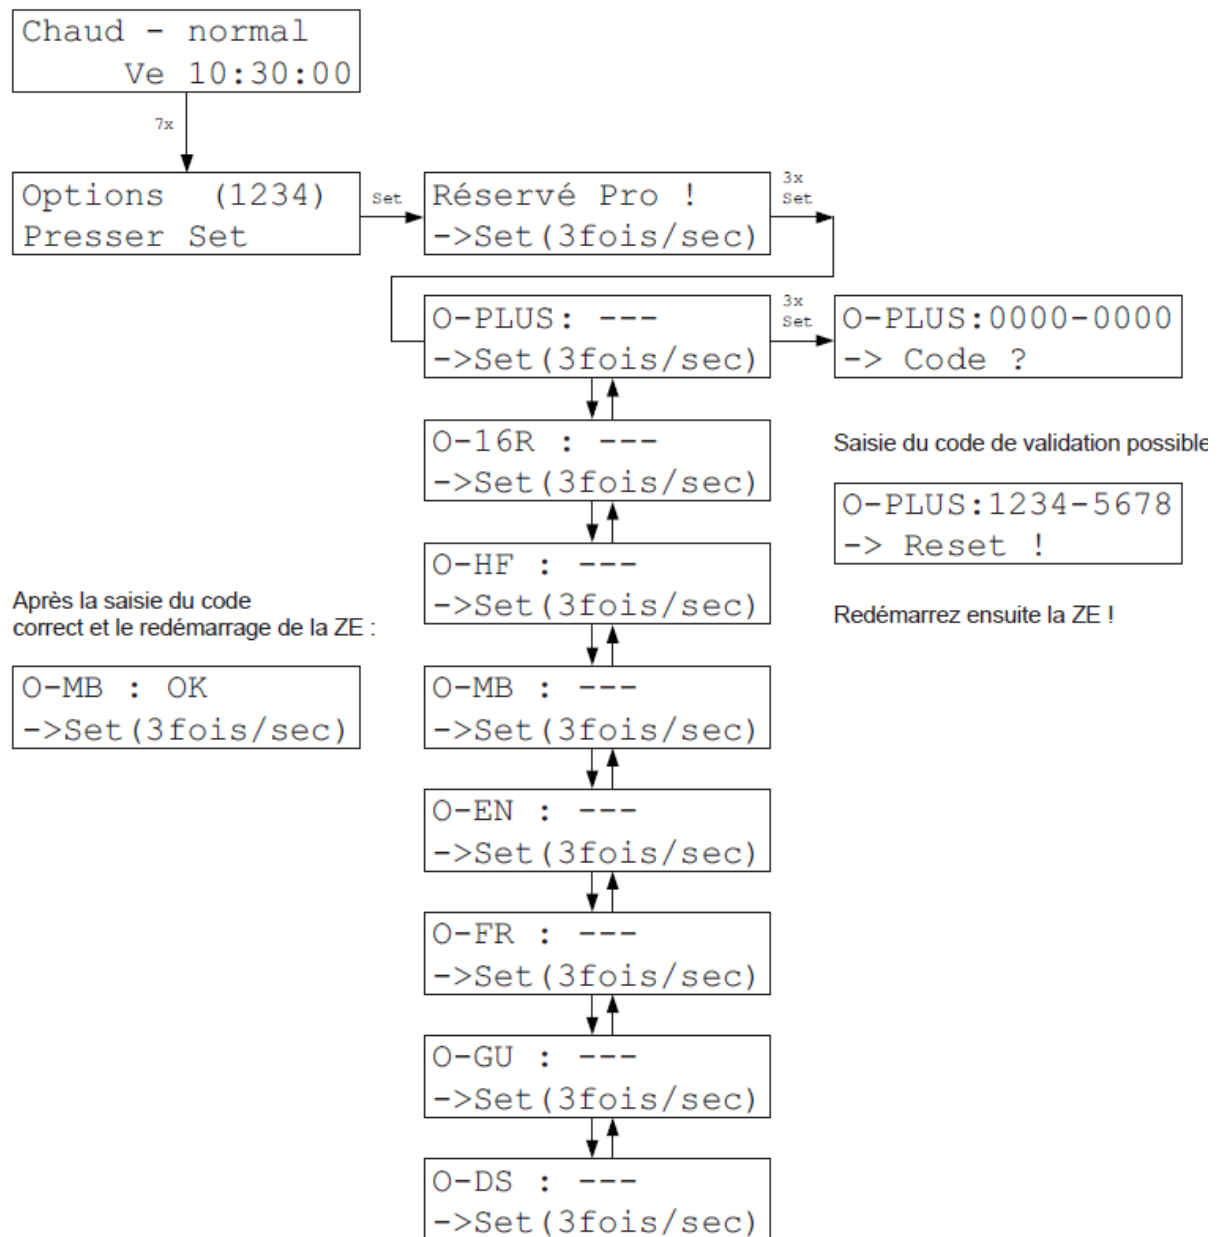 Chaud - normal
Ve 10:30:00
7x
Options (1234)
Presser Set
Set
Réservé Pro !
->Set(3fois/sec)
3x
Set
O-PLUS: ---
->Set(3fois/sec)
3x
Set
O-PLUS:0000-0000
-> Code ?
O-16R : ---
->Set(3fois/sec)
Saisie du code de validation possible
O-PLUS:1234-5678
-> Reset !
O-HF : ---
->Set(3fois/sec)
Redémarrez ensuite la ZE !
Après la saisie du code
correct et le redémarrage de la ZE :
O-MB : OK
->Set(3fois/sec)
O-MB : ---
->Set(3fois/sec)
O-EN : ---
->Set(3fois/sec)
O-FR : ---
->Set(3fois/sec)
O-GU : ---
->Set(3fois/sec)
O-DS : ---
->Set(3fois/sec)